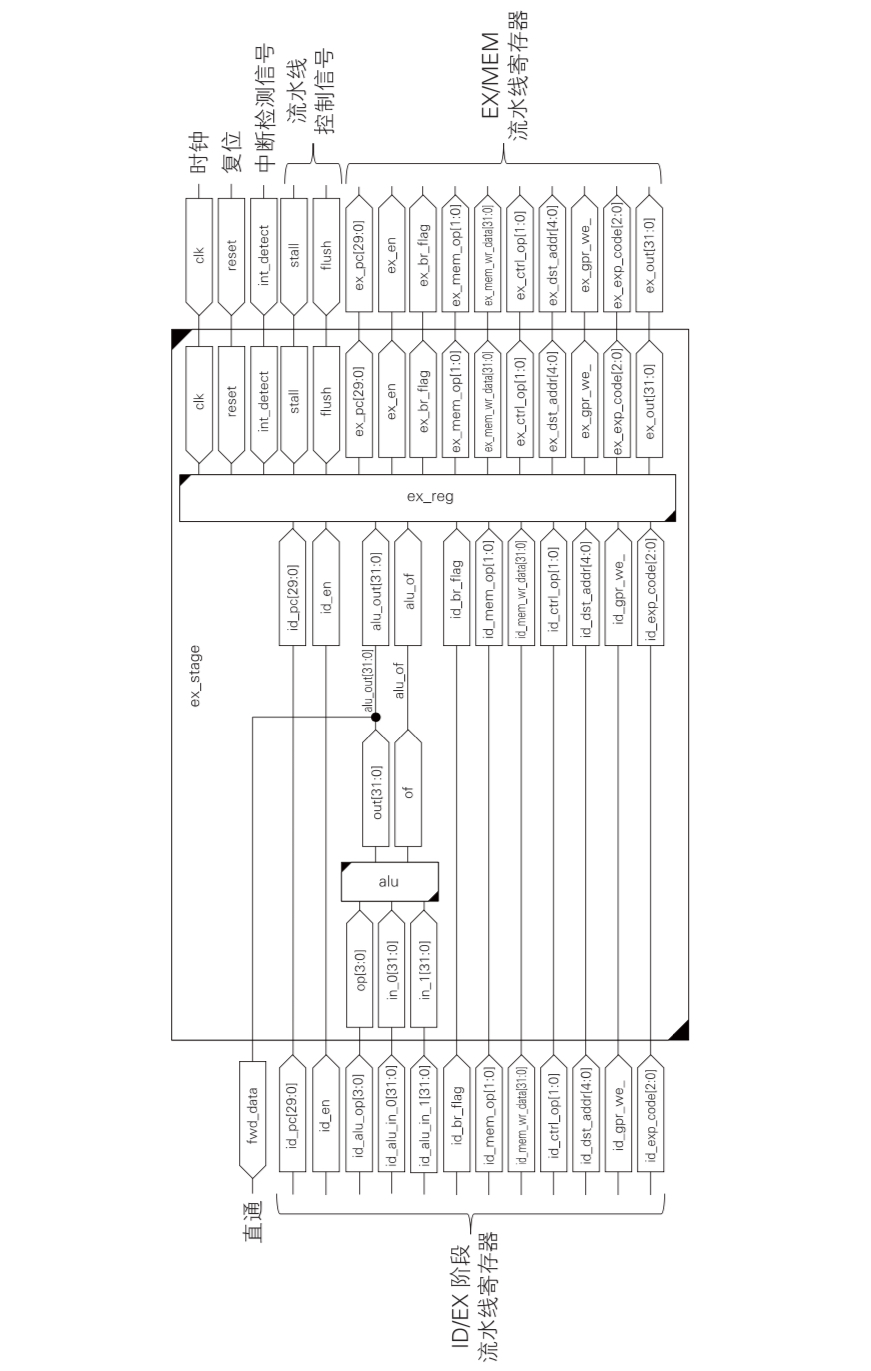 ex_stage
直通
fwd_data
ID/EX 阶段
流水线寄存器
id_pc[29:0]
id_en
id_alu_op[3:0]
id_alu_in_0[31:0]
id_alu_in_1[31:0]
id_br_flag
id_mem_op[1:0]
id_mem_wr_data[31:0]
id_ctrl_op[1:0]
id_dst_addr[4:0]
id_gpr_we_
id_exp_code[2:0]
op[3:0]
in_0[31:0]
in_1[31:0]
alu
out[31:0]
of
alu_out[31:0]
alu_of
id_pc[29:0]
id_en
alu_out[31:0]
alu_of
id_br_flag
id_mem_op[1:0]
id_mem_wr_data[31:0]
id_ctrl_op[1:0]
id_dst_addr[4:0]
id_gpr_we_
id_exp_code[2:0]
ex_reg
clk
reset
int_detect
stall
flush
ex_pc[29:0]
ex_en
ex_br_flag
ex_mem_op[1:0]
ex_mem_wr_data[31:0]
ex_ctrl_op[1:0]
ex_dst_addr[4:0]
ex_gpr_we_
ex_exp_code[2:0]
ex_out[31:0]
clk
reset
int_detect
stall
flush
ex_pc[29:0]
ex_en
ex_br_flag
ex_mem_op[1:0]
ex_mem_wr_data[31:0]
ex_ctrl_op[1:0]
ex_dst_addr[4:0]
ex_gpr_we_
ex_exp_code[2:0]
ex_out[31:0]
时钟
复位
中断检测信号
流水线
控制信号
EX/MEM
流水线寄存器